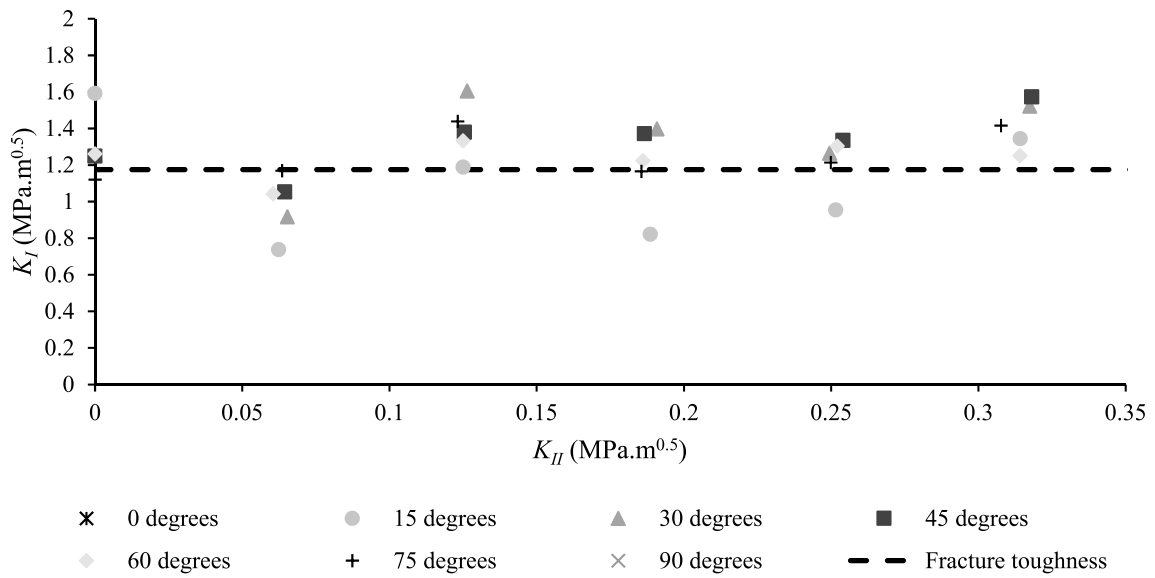 2
1.8
1.6
1.4
1.2
1
0.8
0.6
0.4
0.2
0
K_I (MPa.m^0.5)
0 0.05 0.1 0.15 0.2 0.25 0.3 0.35
K_II (MPa.m^0.5)
0 degrees 15 degrees 30 degrees 45 degrees
60 degrees 75 degrees 90 degrees Fracture toughness